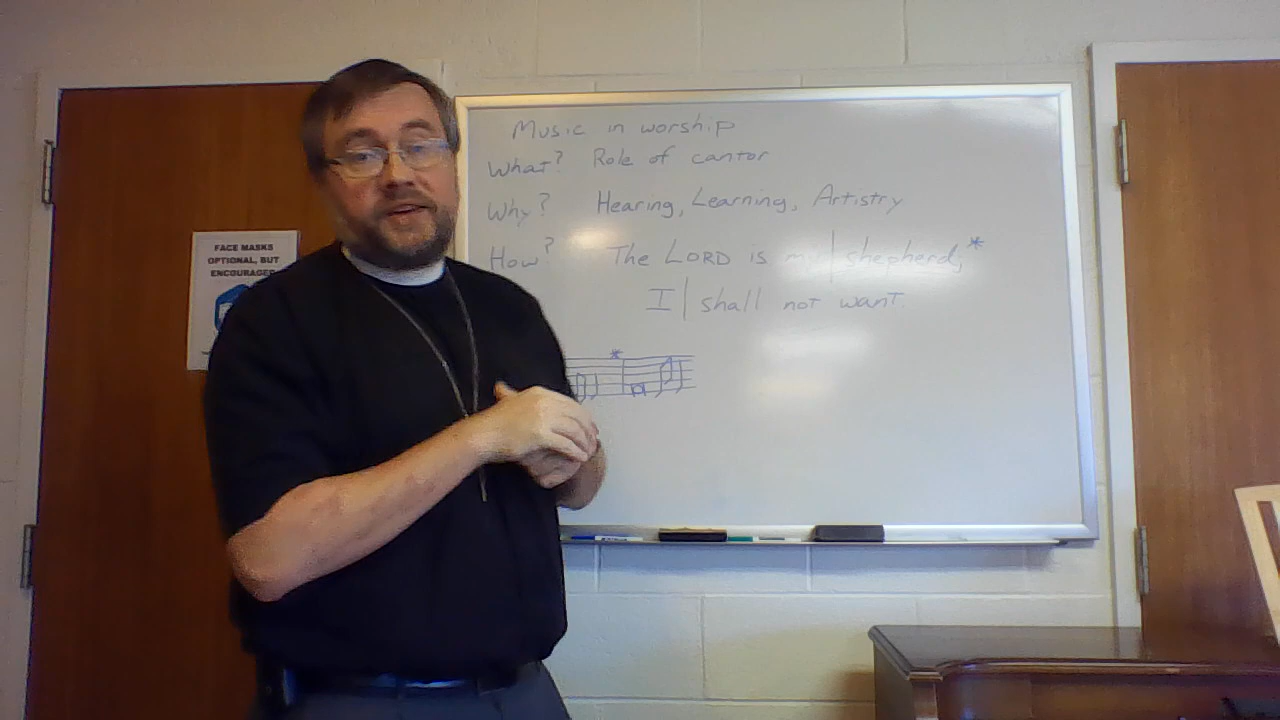 Music in worship
What? Role of cantor
Why? Hearing, Learning, Artistry
How? The LORD is my | shepherd;*
I | shall not want.
*
FACE MASKS
OPTIONAL, BUT
ENCOURAGED